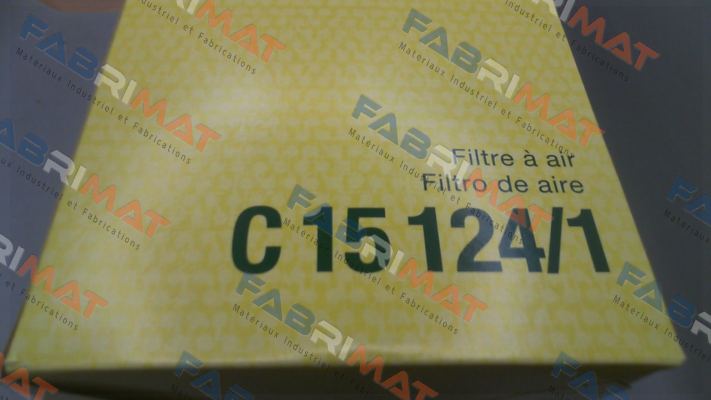 Filtre à air
Filtro de aire
C 15 124/1
FABRIMAT
Matériaux Industriel et Fabrications